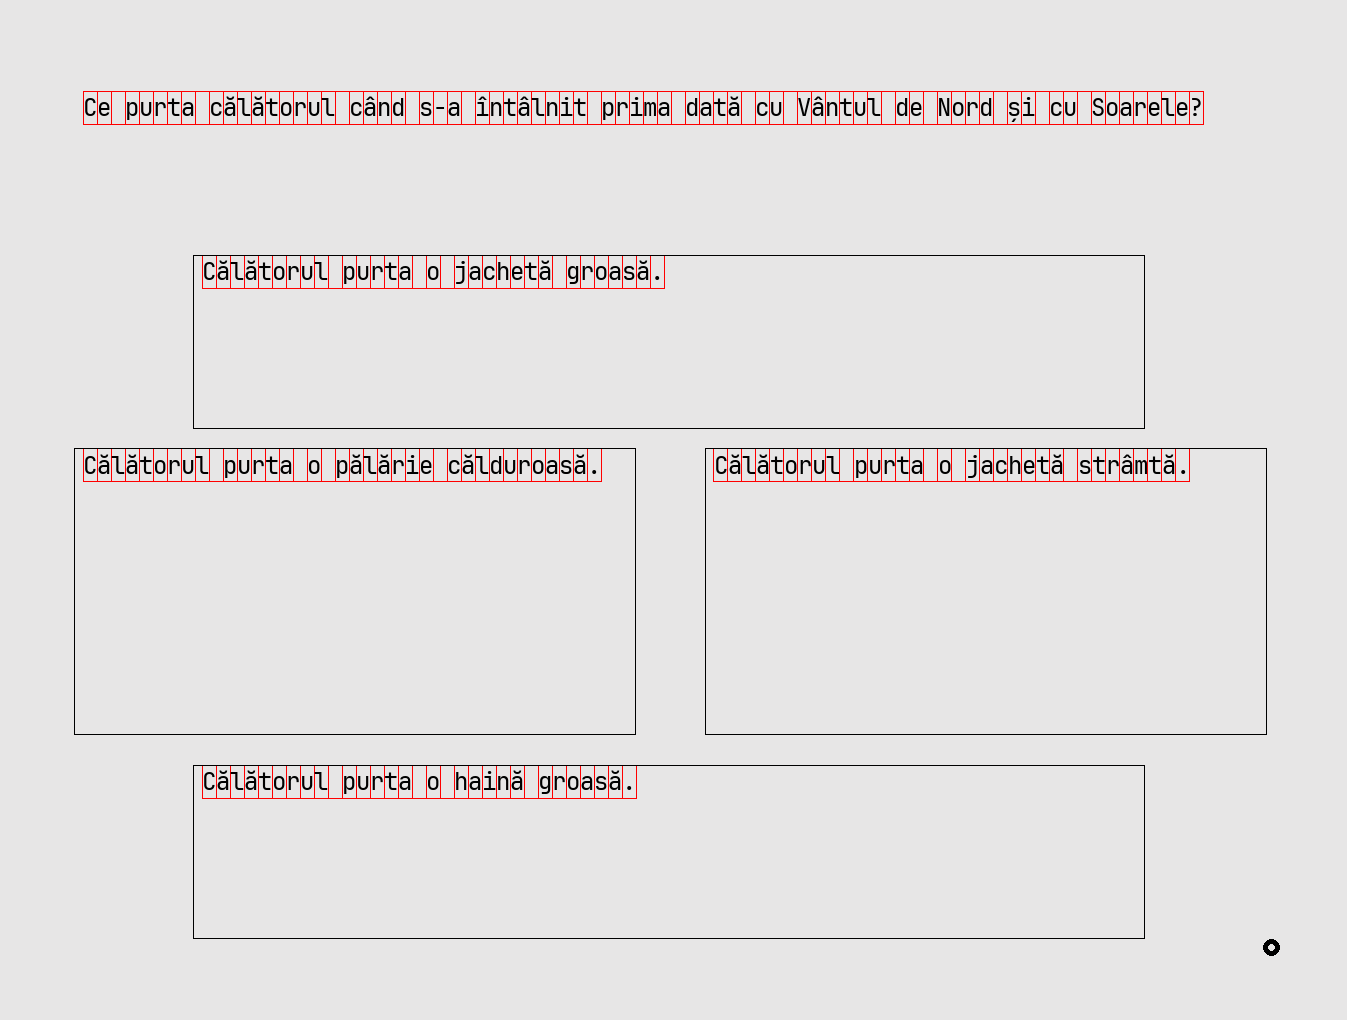 Ce purta călătorul când s-a întâlnit prima dată cu Vântul de Nord și cu Soarele?
Călătorul purta o jachetă groasă.
Călătorul purta o pălărie călduroasă.
Călătorul purta o jachetă strâmtă.
Călătorul purta o haină groasă.